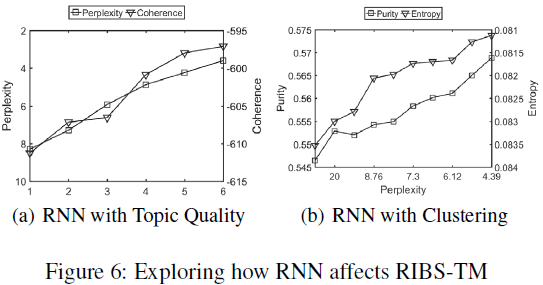 Perplexity Coherence
Purity Entropy
2
4
6
8
10
Perplexity
-595
-600
-605
-610
-615
Coherence
1 2 3 4 5 6
(a) RNN with Topic Quality
0.575
0.57
0.565
0.56
0.555
0.55
0.545
Purity
0.081
0.0815
0.082
0.0825
0.083
0.0835
0.084
Entropy
20 8.76 7.3 6.12 4.39
Perplexity
(b) RNN with Clustering
Figure 6: Exploring how RNN affects RIBS-TM